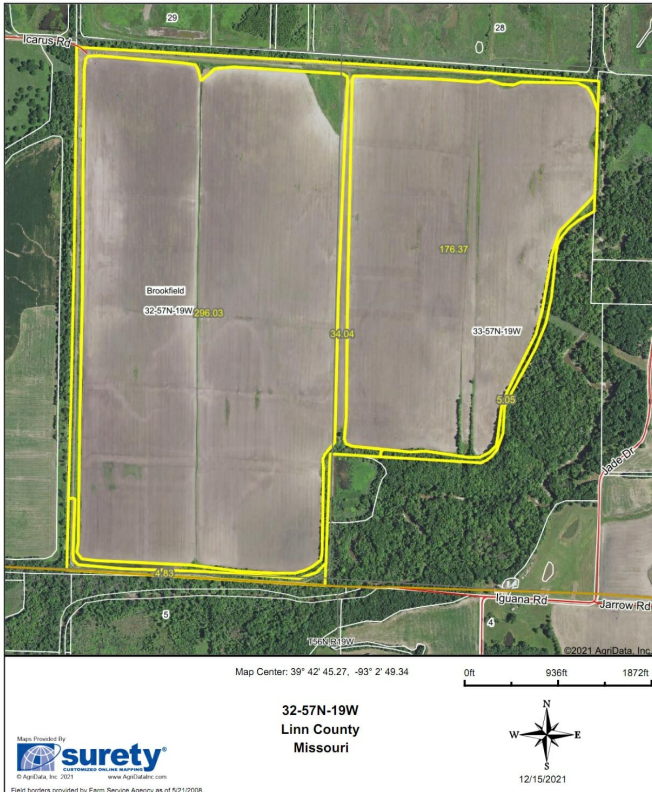 29
28
Icarus Rd
176.37
Brookfield
32-57N-19W
296.03
34.04
33-57N-19W
5.05
Jade Dr
4.63
Iguana Rd
Jarrow Rd
5
4
T56N R19W
©2021 AgriData, Inc.
Map Center: 39° 42' 45.27, -93° 2' 49.34
0ft 936ft 1872ft
32-57N-19W
Linn County
Missouri
N
W E
S
Maps Provided By
surety®
CUSTOMIZED ONLINE MAPPING
© AgriData, Inc. 2021 www.AgriDataInc.com
12/15/2021
Field borders provided by Farm Service Agency as of 5/21/2008.